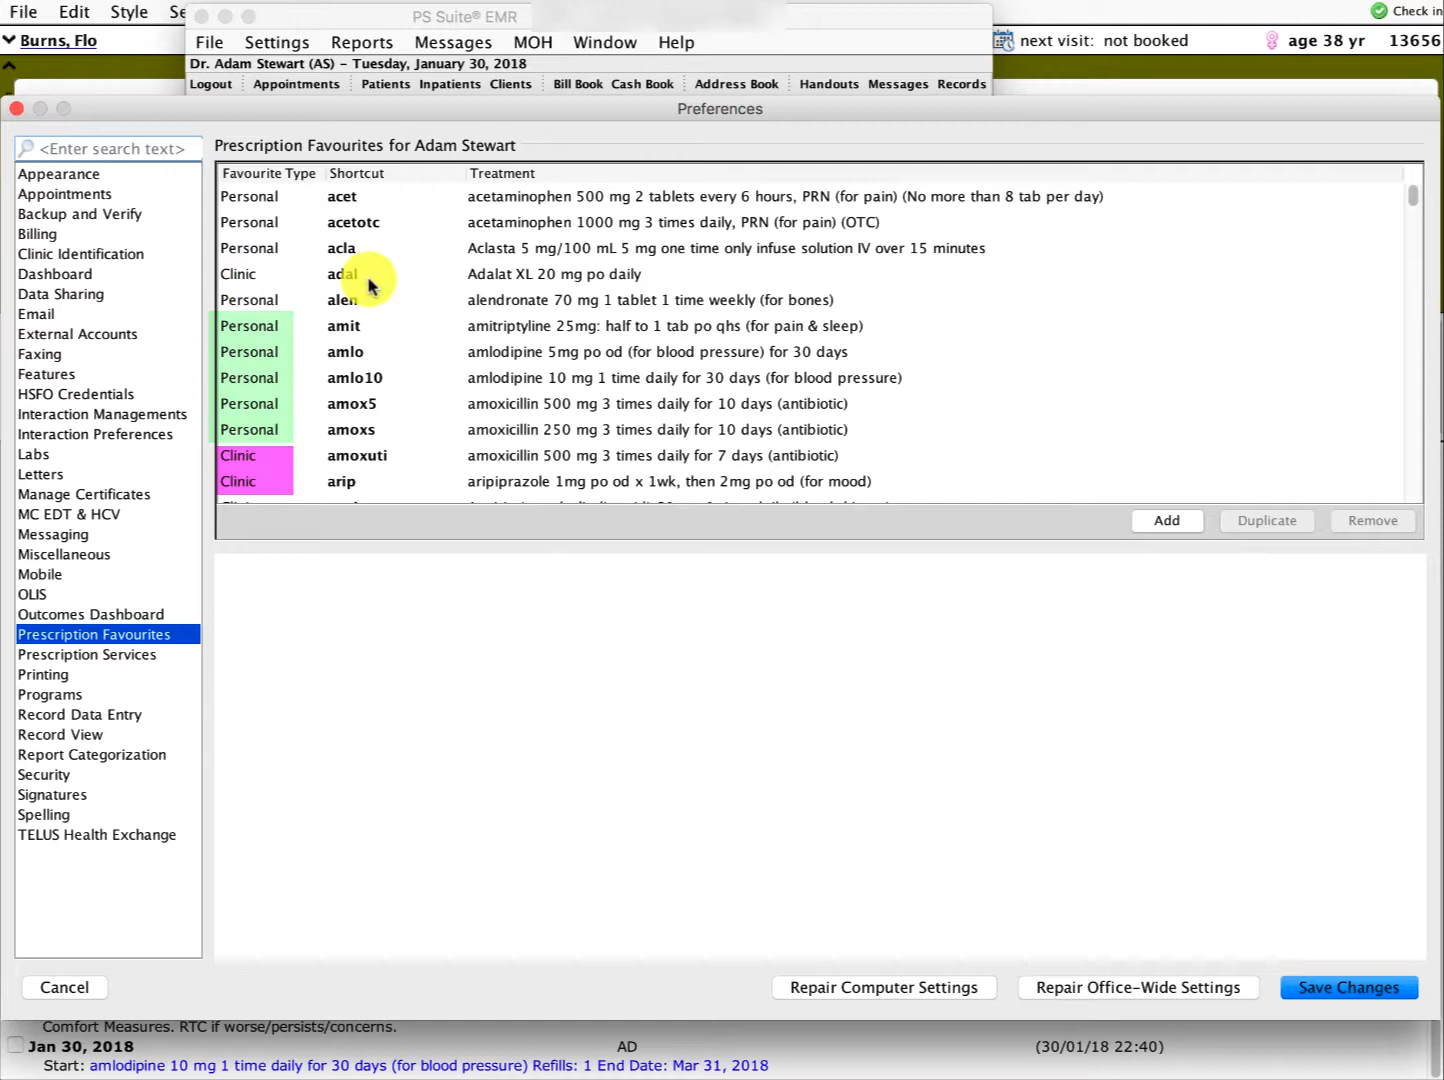 File Edit Style Se
PS Suite® EMR
Check in
Burns, Flo
File Settings Reports Messages MOH Window Help
next visit: not booked age 38 yr 13656
Dr. Adam Stewart (AS) – Tuesday, January 30, 2018
Logout Appointments Patients Inpatients Clients Bill Book Cash Book Address Book Handouts Messages Records
Preferences
<Enter search text>
Appearance
Appointments
Backup and Verify
Billing
Clinic Identification
Dashboard
Data Sharing
Email
External Accounts
Faxing
Features
HSFO Credentials
Interaction Managements
Interaction Preferences
Labs
Letters
Manage Certificates
MC EDT & HCV
Messaging
Miscellaneous
Mobile
OLIS
Outcomes Dashboard
Prescription Favourites
Prescription Services
Printing
Programs
Record Data Entry
Record View
Report Categorization
Security
Signatures
Spelling
TELUS Health Exchange
Prescription Favourites for Adam Stewart
Favourite Type Shortcut Treatment
Personal acet acetaminophen 500 mg 2 tablets every 6 hours, PRN (for pain) (No more than 8 tab per day)
Personal acetotc acetaminophen 1000 mg 3 times daily, PRN (for pain) (OTC)
Personal acla Aclasta 5 mg/100 mL 5 mg one time only infuse solution IV over 15 minutes
Clinic adal Adalat XL 20 mg po daily
Personal alen alendronate 70 mg 1 tablet 1 time weekly (for bones)
Personal amit amitriptyline 25mg: half to 1 tab po qhs (for pain & sleep)
Personal amlo amlodipine 5mg po od (for blood pressure) for 30 days
Personal amlo10 amlodipine 10 mg 1 time daily for 30 days (for blood pressure)
Personal amox5 amoxicillin 500 mg 3 times daily for 10 days (antibiotic)
Personal amoxs amoxicillin 250 mg 3 times daily for 10 days (antibiotic)
Clinic amoxuti amoxicillin 500 mg 3 times daily for 7 days (antibiotic)
Clinic arip aripiprazole 1mg po od x 1wk, then 2mg po od (for mood)
Add Duplicate Remove
Cancel Repair Computer Settings Repair Office-Wide Settings Save Changes
Comfort Measures. RTC if worse/persists/concerns.
Jan 30, 2018 AD (30/01/18 22:40)
Start: amlodipine 10 mg 1 time daily for 30 days (for blood pressure) Refills: 1 End Date: Mar 31, 2018